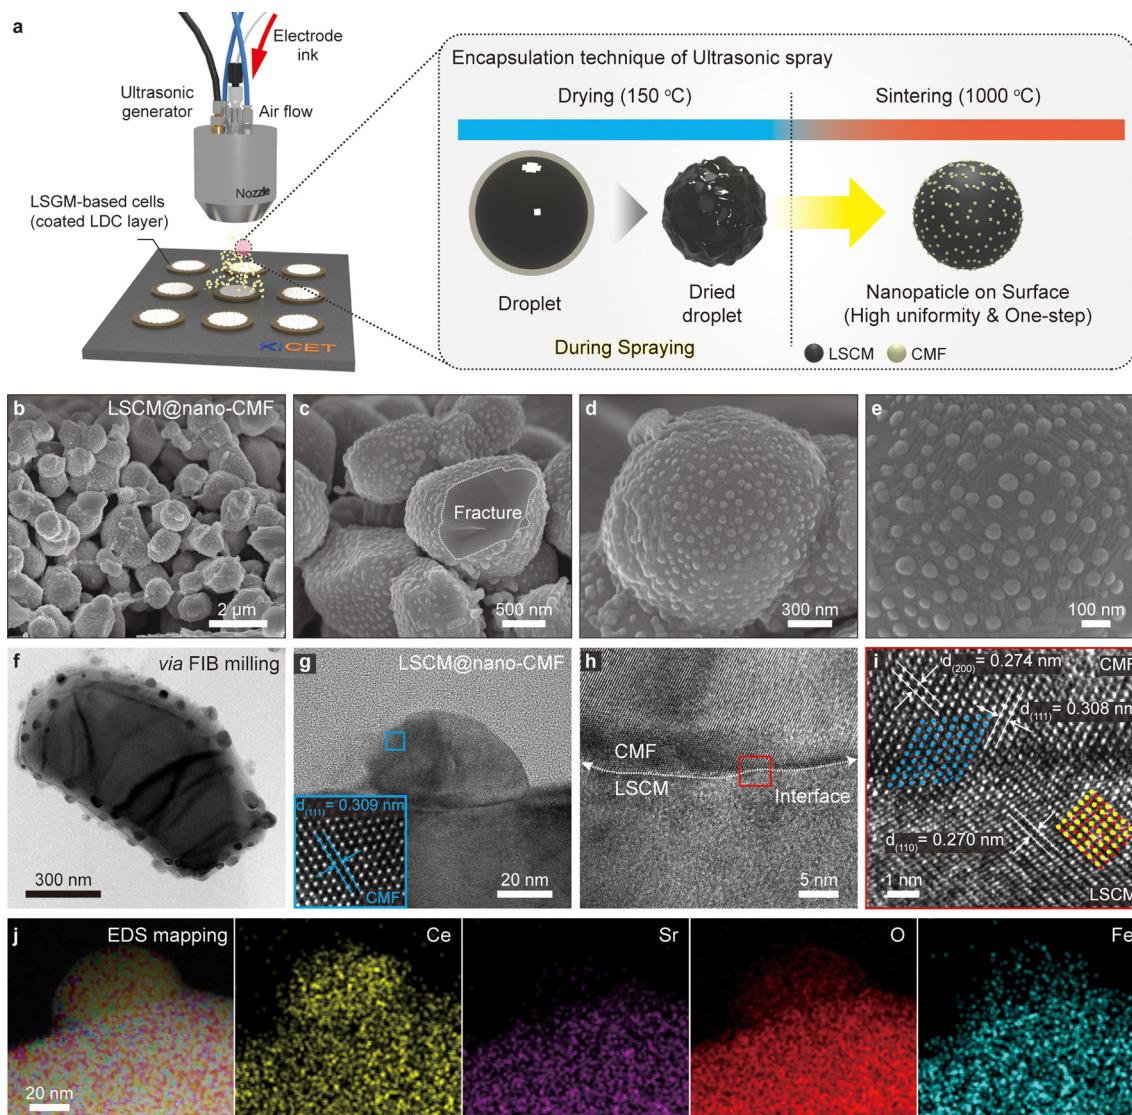 a
Electrode
ink
Ultrasonic
generator
Air flow
Nozzle
LSGM-based cells
(coated LDC layer)
KICET
Encapsulation technique of Ultrasonic spray
Drying (150 °C)
Sintering (1000 °C)
Droplet
Dried
droplet
Nanopaticle on Surface
(High uniformity & One-step)
During Spraying
LSCM
CMF
b
LSCM@nano-CMF
2 µm
c
Fracture
500 nm
d
300 nm
e
100 nm
f
via FIB milling
300 nm
g
LSCM@nano-CMF
d(111) = 0.309 nm
CMF
20 nm
h
CMF
LSCM
Interface
5 nm
i
d(200) = 0.274 nm
CMF
d(111) = 0.308 nm
d(110) = 0.270 nm
1 nm
LSCM
j
EDS mapping
20 nm
Ce
Sr
O
Fe